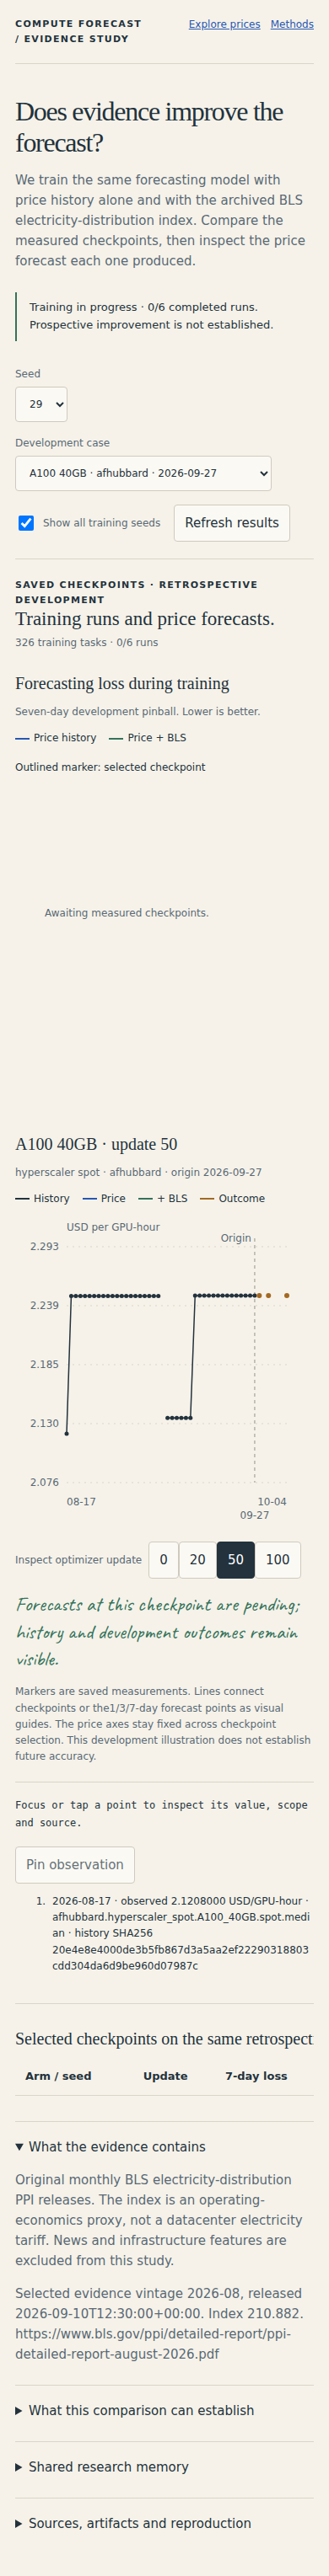 COMPUTE FORECAST
/ EVIDENCE STUDY
Explore prices
Methods
Does evidence improve the
forecast?
We train the same forecasting model with
price history alone and with the archived BLS
electricity-distribution index. Compare the
measured checkpoints, then inspect the price
forecast each one produced.
Training in progress · 0/6 completed runs.
Prospective improvement is not established.
Seed
29
Development case
A100 40GB · afhubbard · 2026-09-27
Show all training seeds
Refresh results
SAVED CHECKPOINTS · RETROSPECTIVE
DEVELOPMENT
Training runs and price forecasts.
326 training tasks · 0/6 runs
Forecasting loss during training
Seven-day development pinball. Lower is better.
Price history
Price + BLS
Outlined marker: selected checkpoint
Awaiting measured checkpoints.
A100 40GB · update 50
hyperscaler spot · afhubbard · origin 2026-09-27
History
Price
+ BLS
Outcome
USD per GPU-hour
Origin
2.293
2.239
2.185
2.130
2.076
08-17
10-04
09-27
Inspect optimizer update
0
20
50
100
Forecasts at this checkpoint are pending;
history and development outcomes remain
visible.
Markers are saved measurements. Lines connect
checkpoints or the1/3/7-day forecast points as visual
guides. The price axes stay fixed across checkpoint
selection. This development illustration does not establish
future accuracy.
Focus or tap a point to inspect its value, scope
and source.
Pin observation
1. 2026-08-17 · observed 2.1208000 USD/GPU-hour ·
afhubbard.hyperscaler_spot.A100_40GB.spot.medi
an · history SHA256
20e4e8e4000de3b5fb867d3a5aa2ef22290318803
cdd304da6d9be960d07987c
Selected checkpoints on the same retrospect
Arm / seed
Update
7-day loss
What the evidence contains
Original monthly BLS electricity-distribution
PPI releases. The index is an operating-
economics proxy, not a datacenter electricity
tariff. News and infrastructure features are
excluded from this study.
Selected evidence vintage 2026-08, released
2026-09-10T12:30:00+00:00. Index 210.882.
https://www.bls.gov/ppi/detailed-report/ppi-
detailed-report-august-2026.pdf
What this comparison can establish
Shared research memory
Sources, artifacts and reproduction